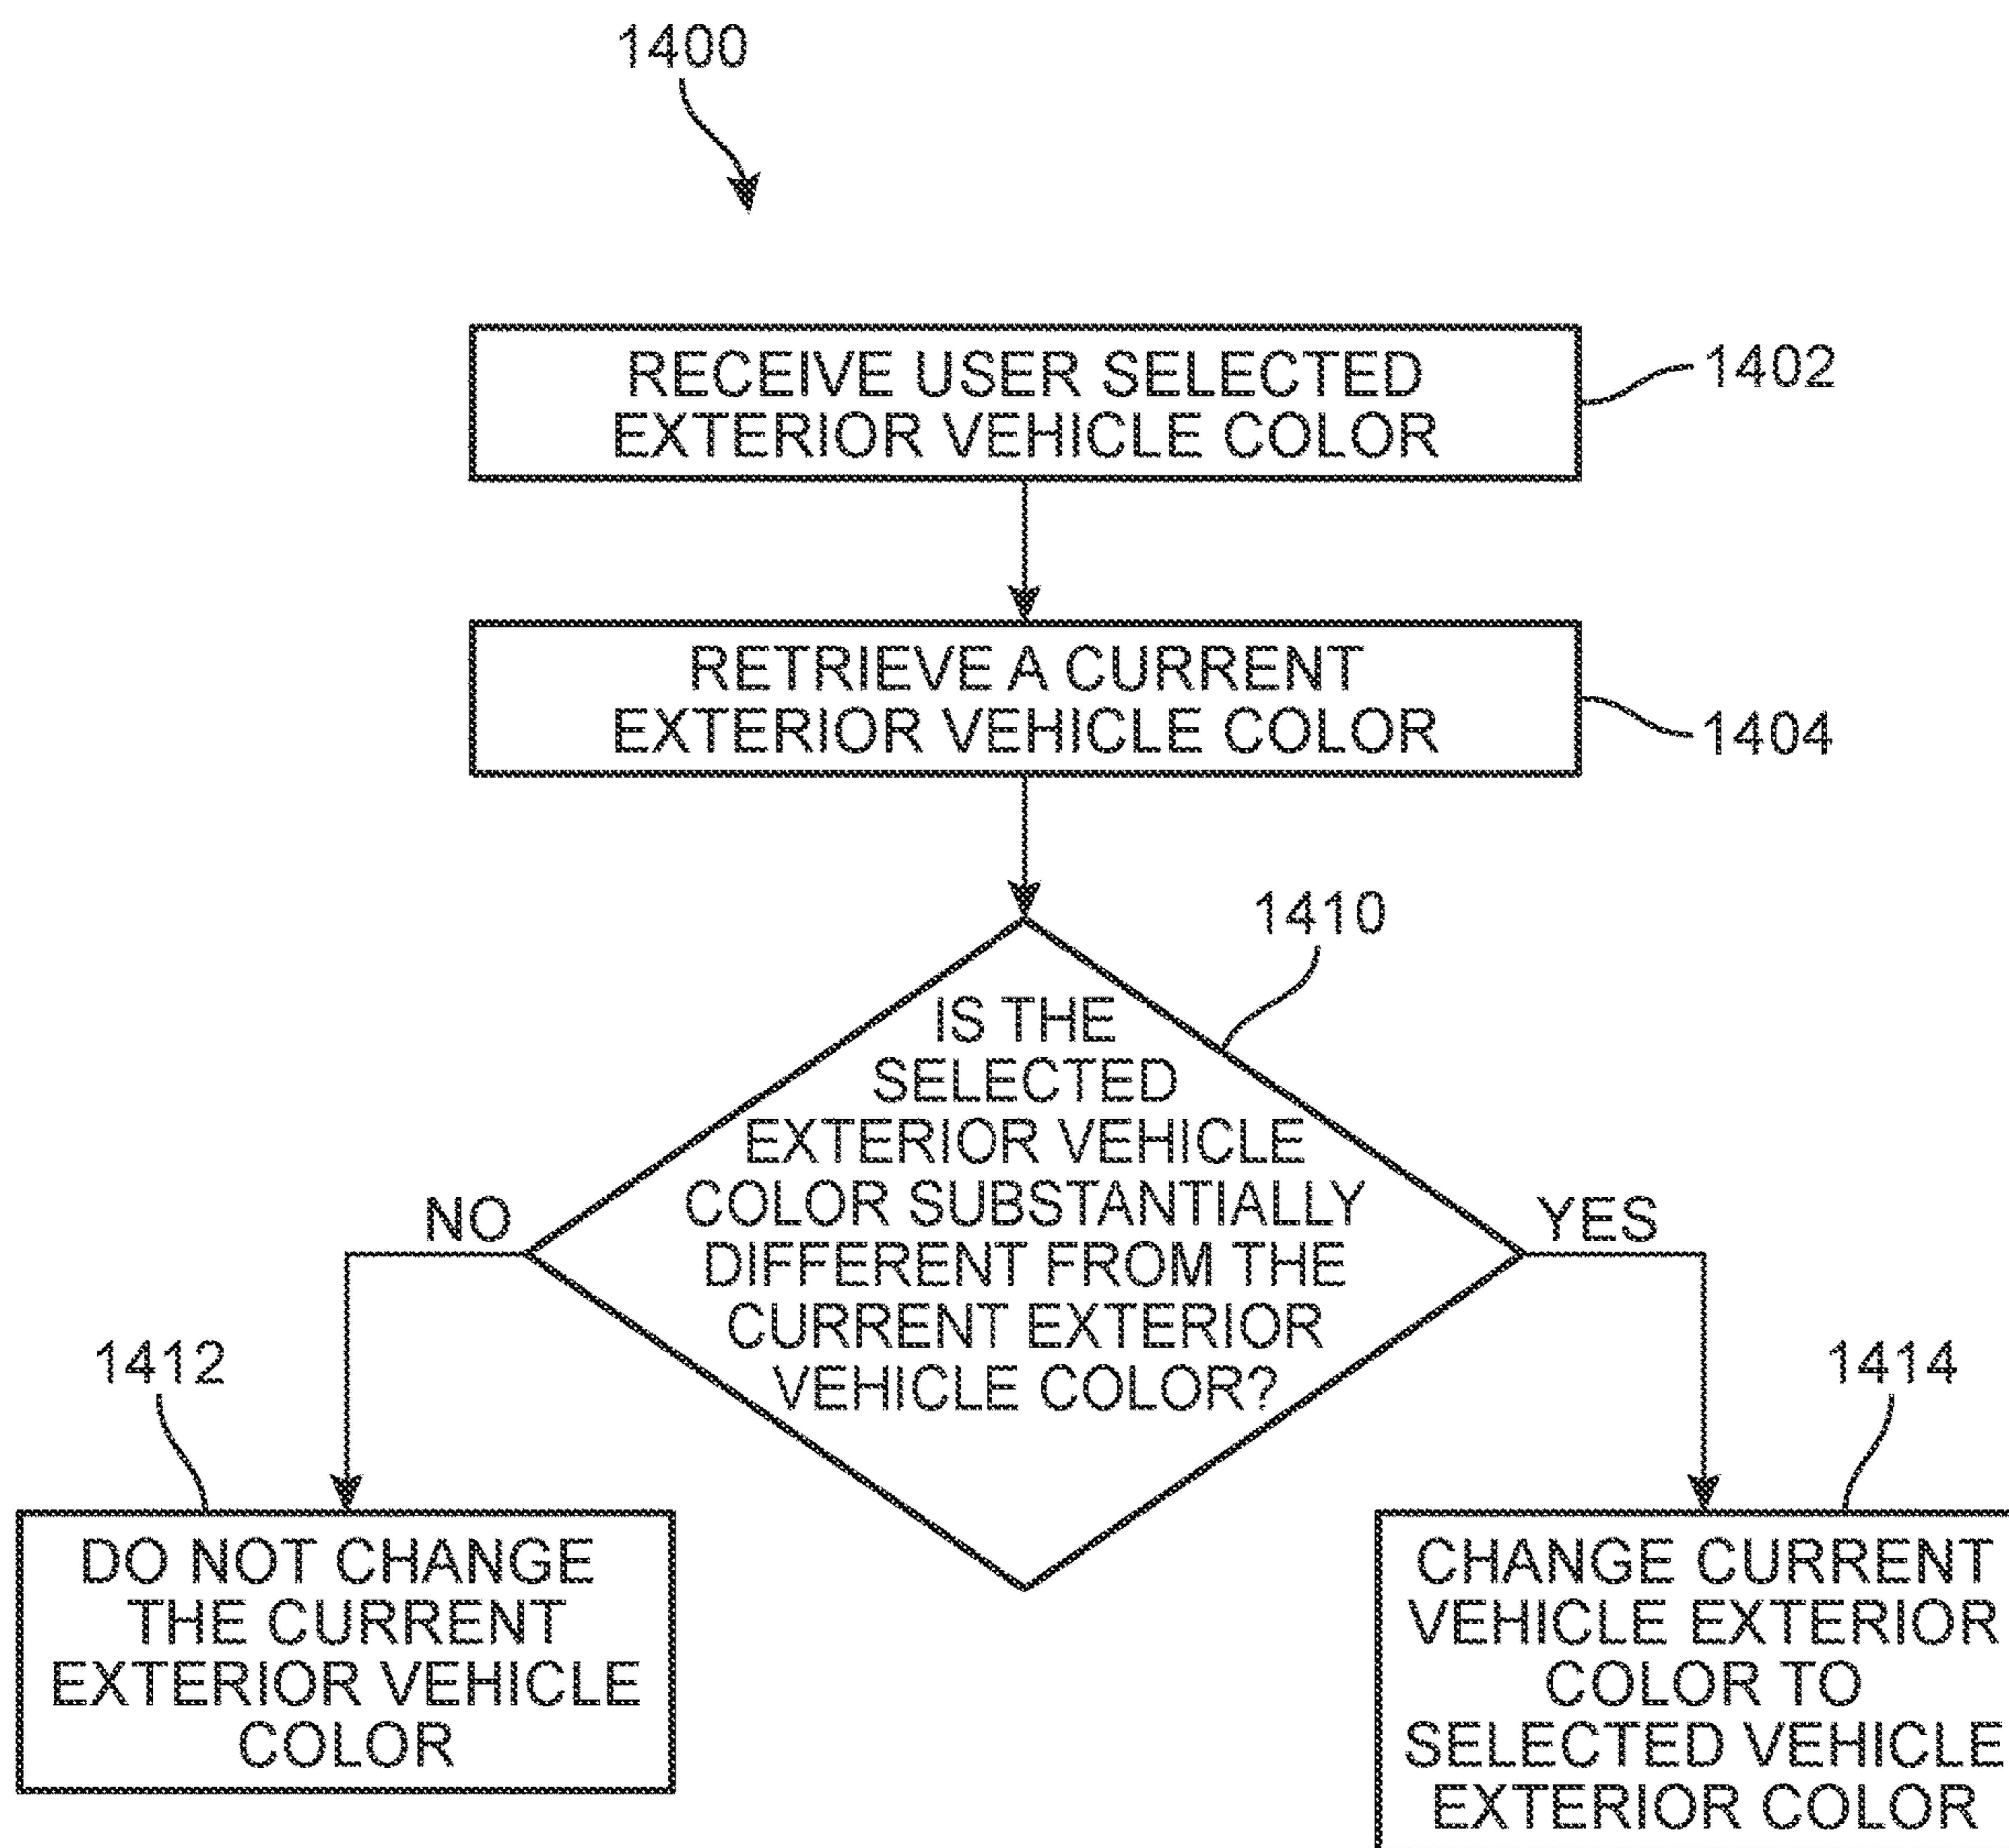 1400
RECEIVE USER SELECTED
EXTERIOR VEHICLE COLOR
1402
RETRIEVE A CURRENT
EXTERIOR VEHICLE COLOR
1404
1410
IS THE
SELECTED
EXTERIOR VEHICLE
COLOR SUBSTANTIALLY
DIFFERENT FROM THE
CURRENT EXTERIOR
VEHICLE COLOR?
NO
YES
1412
DO NOT CHANGE
THE CURRENT
EXTERIOR VEHICLE
COLOR
1414
CHANGE CURRENT
VEHICLE EXTERIOR
COLOR TO
SELECTED VEHICLE
EXTERIOR COLOR